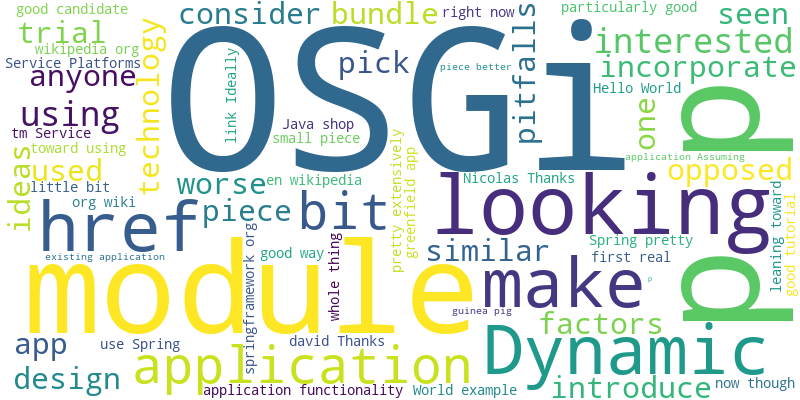 good candidate
consider
bundle
right now
particularly good
seen
trial
technology
OSGi
pitfalls
interested
wikipedia org
Service Platforms
anyone
link Ideally
pick
piece better
incorporate
Hello World
p
using
Java shop
one
tm Service
small piece
toward using
ideas
used
worse
en wikipedia
pretty extensively
greenfield app
application Assuming
opposed
little bit
org wiki
piece
bit
Nicolas Thanks
looking
leaning toward
good tutorial
href
springframework org
good way
whole thing
similar
Spring pretty
first real
p
existing application
module
make
p
guinea pig
factors
app
use Spring
david Thanks
Dynamic
design
application
application functionality
World example
introduce
now though